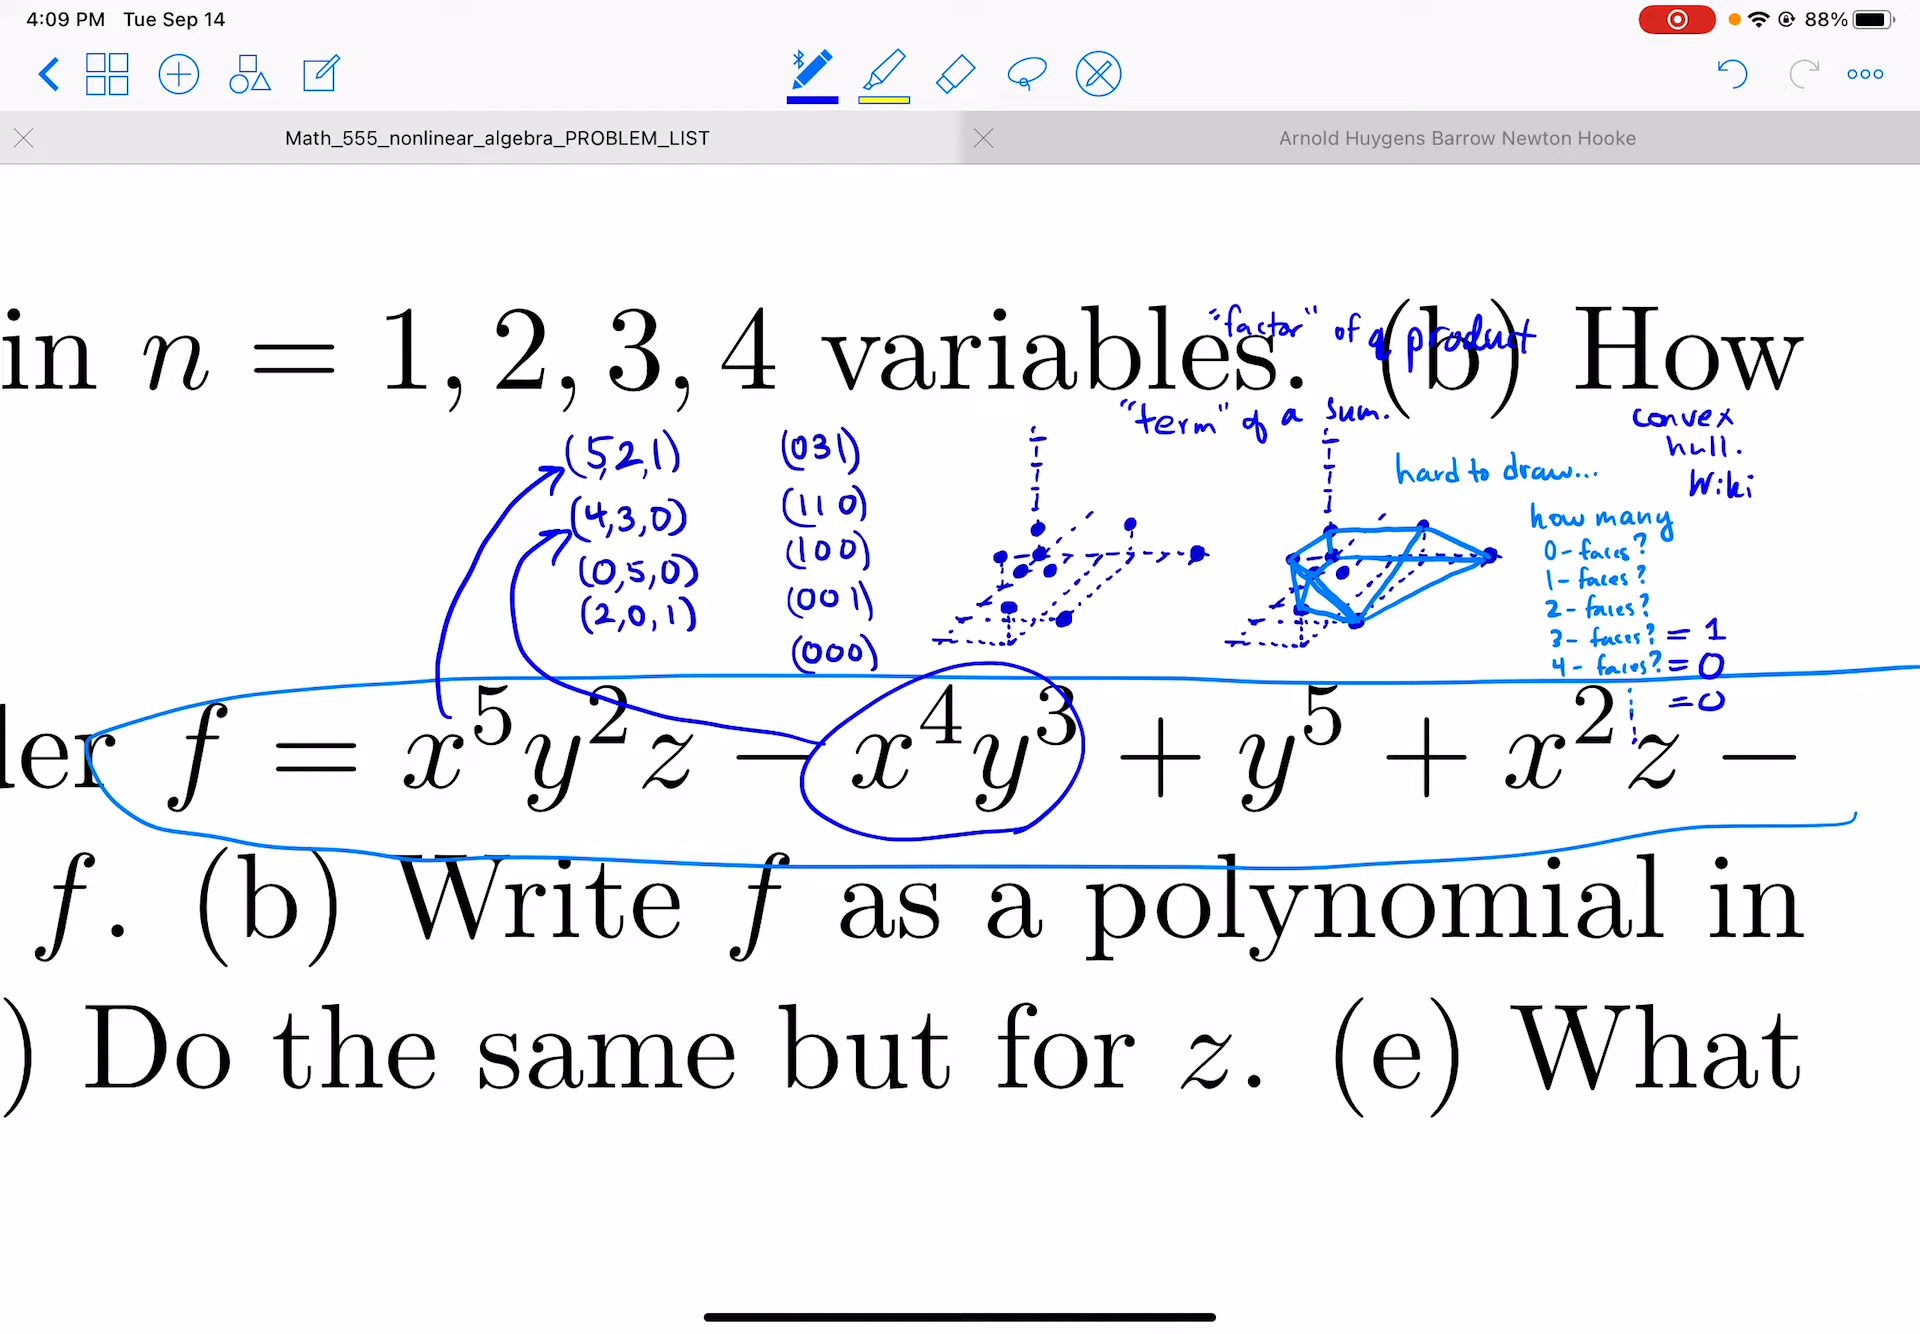 4:09 PM Tue Sep 14
88%
Math_555_nonlinear_algebra_PROBLEM_LIST
Arnold Huygens Barrow Newton Hooke
in n = 1, 2, 3, 4 variables. (b) How
"factor" of a product
"term" of a sum.
convex
hull.
Wiki
hard to draw...
(5,2,1)
(4,3,0)
(0,5,0)
(2,0,1)
(031)
(110)
(100)
(001)
(000)
how many
0-faces?
1-faces?
2-faces?
3-faces? = 1
4-faces? = 0
= 0
ler f = x⁵y²z − x⁴y³ + y⁵ + x²z −
f. (b) Write f as a polynomial in
) Do the same but for z. (e) What